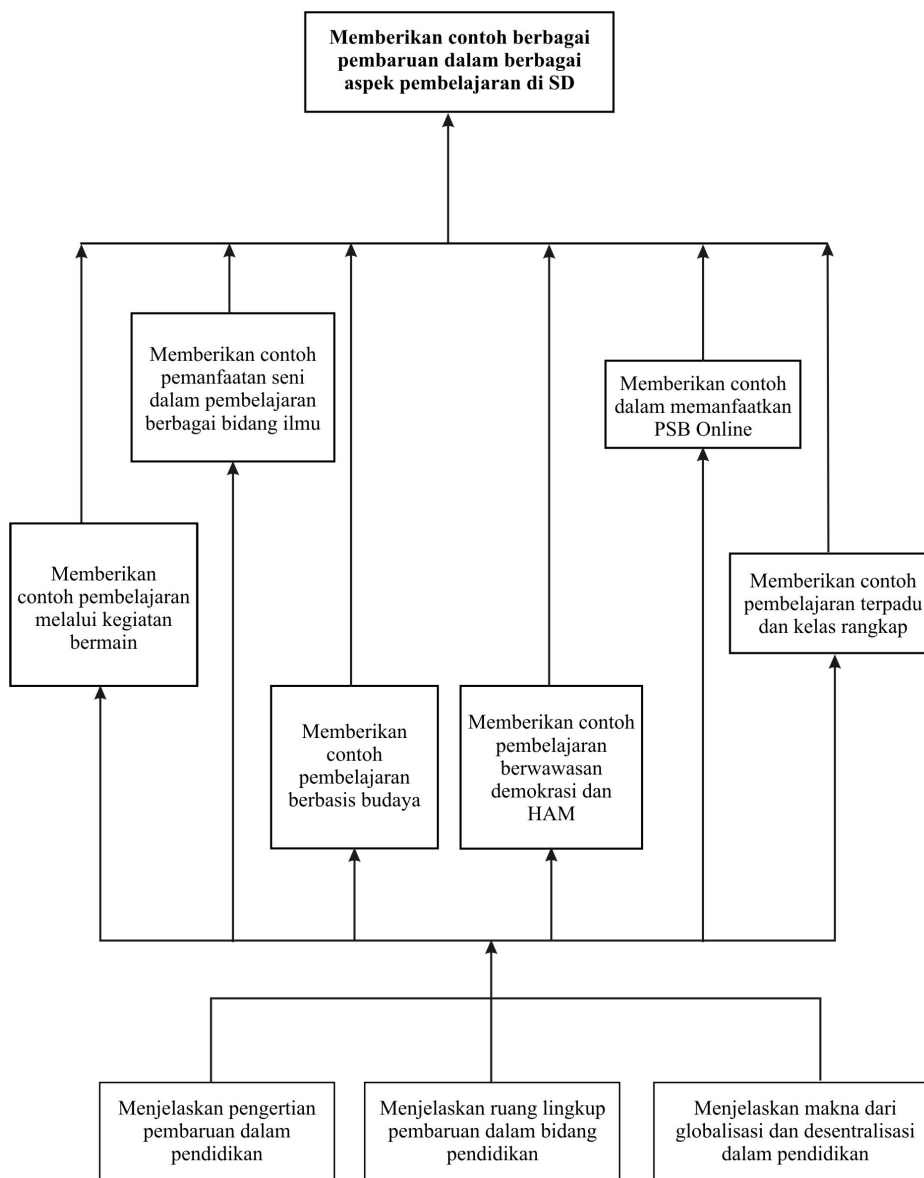 Memberikan contoh berbagai
pembaruan dalam berbagai
aspek pembelajaran di SD
Memberikan contoh
pemanfaatan seni
dalam pembelajaran
berbagai bidang ilmu
Memberikan contoh
dalam memanfaatkan
PSB Online
Memberikan
contoh pembelajaran
melalui kegiatan
bermain
Memberikan contoh
pembelajaran terpadu
dan kelas rangkap
Memberikan
contoh
pembelajaran
berbasis budaya
Memberikan contoh
pembelajaran
berwawasan
demokrasi dan
HAM
Menjelaskan pengertian
pembaruan dalam
pendidikan
Menjelaskan ruang lingkup
pembaruan dalam bidang
pendidikan
Menjelaskan makna dari
globalisasi dan desentralisasi
dalam pendidikan